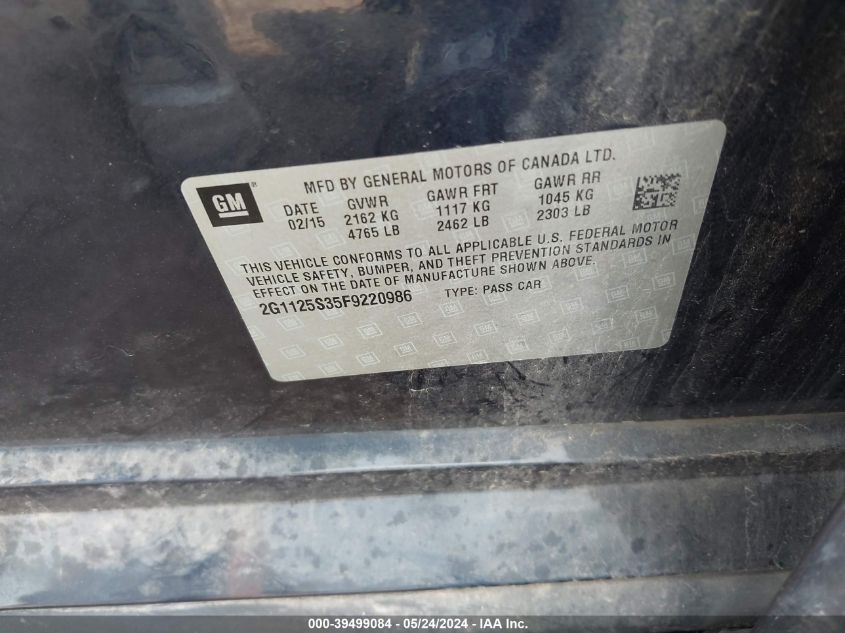 GM
®
MFD BY GENERAL MOTORS OF CANADA LTD.
DATE GVWR GAWR FRT GAWR RR
02/15 2162 KG 1117 KG 1045 KG
4765 LB 2462 LB 2303 LB
THIS VEHICLE CONFORMS TO ALL APPLICABLE U.S. FEDERAL MOTOR
VEHICLE SAFETY, BUMPER, AND THEFT PREVENTION STANDARDS IN
EFFECT ON THE DATE OF MANUFACTURE SHOWN ABOVE.
2G1125S35F9220986 TYPE: PASS CAR
000-39499084 - 05/24/2024 - IAA Inc.